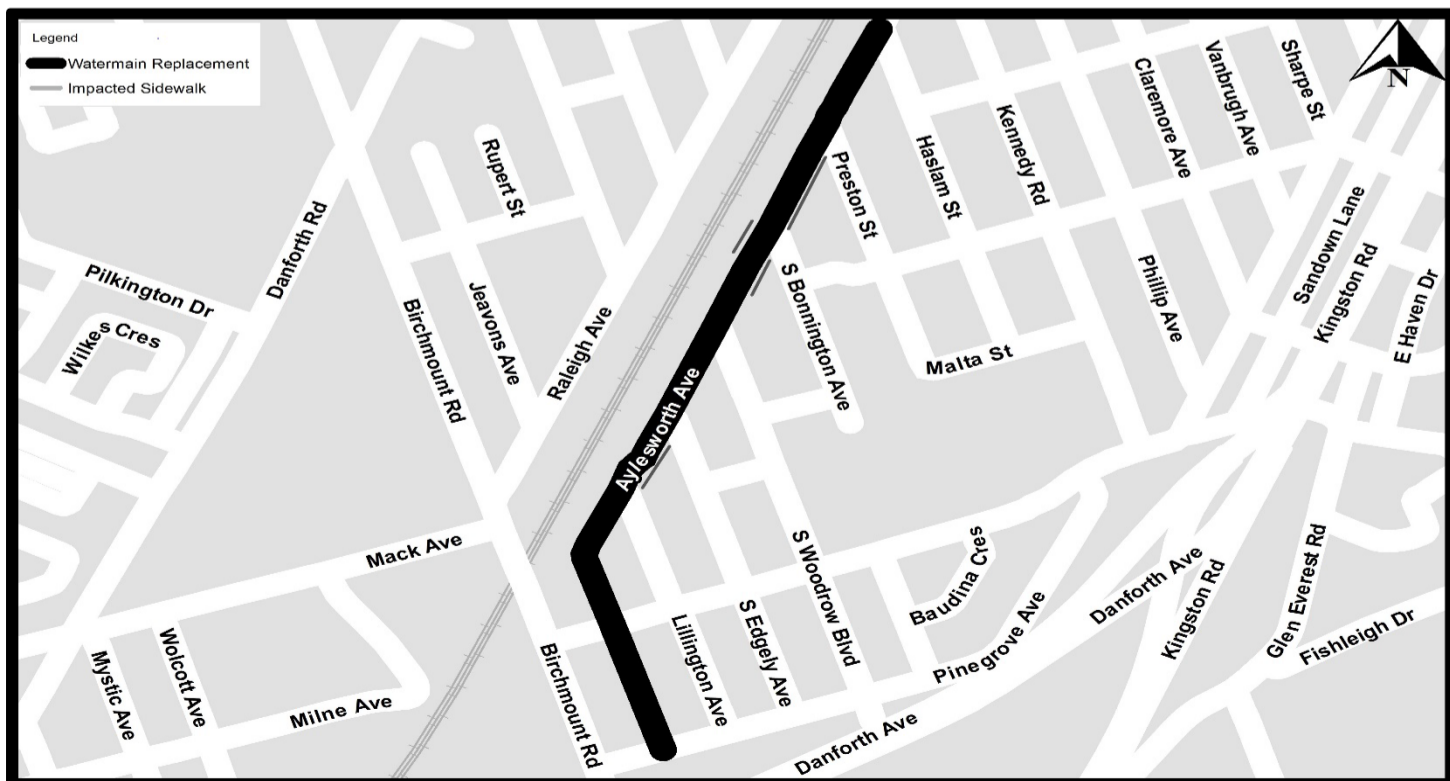 Legend
Watermain Replacement
Impacted Sidewalk
N
Sharpe St
Vanbrugh Ave
Claremore Ave
Kennedy Rd
Haslam St
Preston St
Rupert St
Danforth Rd
Pilkington Dr
Wilkes Cres
Birchmount Rd
Jeavons Ave
Raleigh Ave
S Bonnington Ave
Malta St
Phillip Ave
Sandown Lane
Kingston Rd
E Haven Dr
Aylesworth Ave
Mack Ave
S Woodrow Blvd
Baudina Cres
Danforth Ave
Kingston Rd
Glen Everest Rd
Fishleigh Dr
Pinegrove Ave
Lillington Ave
S Edgely Ave
Mystic Ave
Wolcott Ave
Milne Ave
Birchmount Rd
Danforth Ave